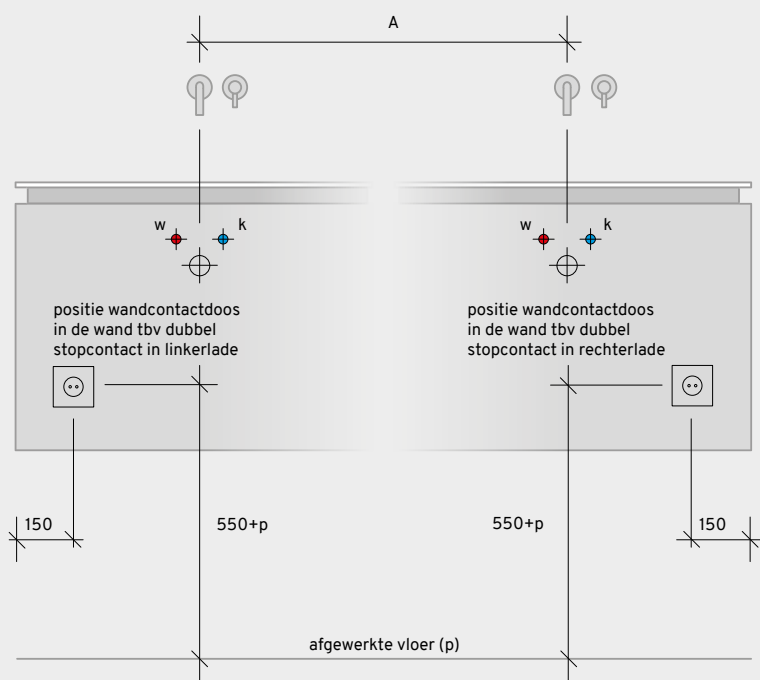 A
w
k
w
k
positie wandcontactdoos
in de wand tbv dubbel
stopcontact in linkerlade
positie wandcontactdoos
in de wand tbv dubbel
stopcontact in rechterlade
150
550+p
550+p
150
afgewerkte vloer (p)